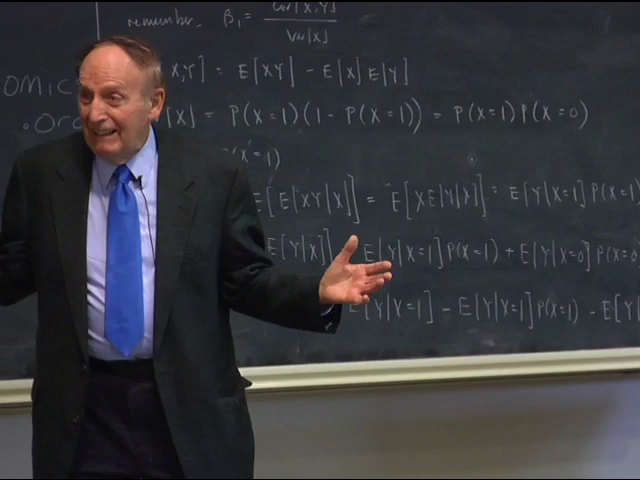 remember, β₁ = Cov[X,Y] / Var[X]
OMIC
X,Y] = E[XY] - E[X]E[Y]
[X] = P(X=1)(1 - P(X=1)) = P(X=1)P(X=0)
(X=1)
E[E[XY|X]] = E[XE[Y|X]] = E[Y|X=1]P(X=1)
E[Y|X] E[Y|X=1]P(X=1) + E[Y|X=0]P(X=0
E[Y|X=1] - E[Y|X=1]P(X=1) - E[Y|